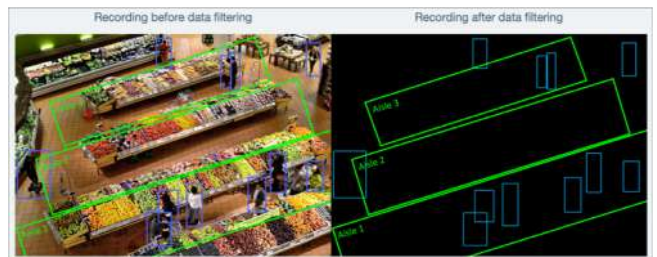 Recording before data filtering
Recording after data filtering
Aisle 3
Aisle 2
Aisle 1